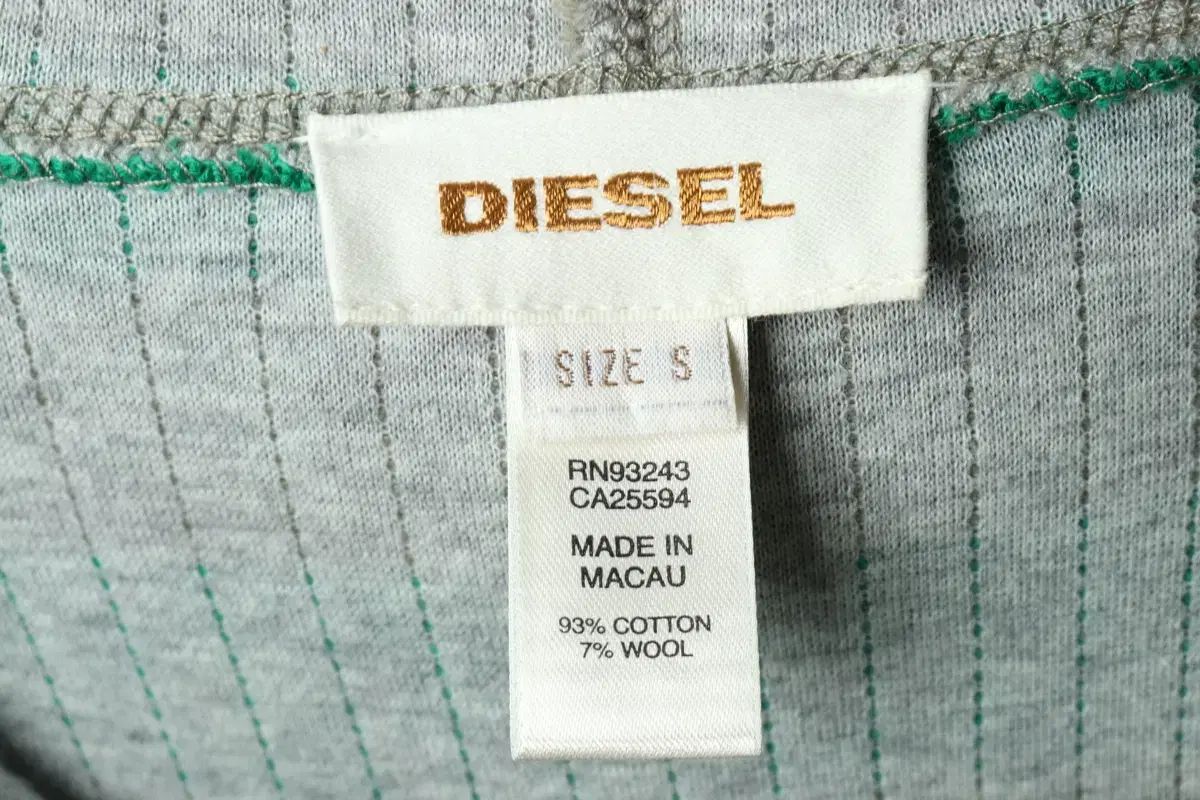 DIESEL
SIZE S
RN93243
CA25594
MADE IN
MACAU
93% COTTON
7% WOOL